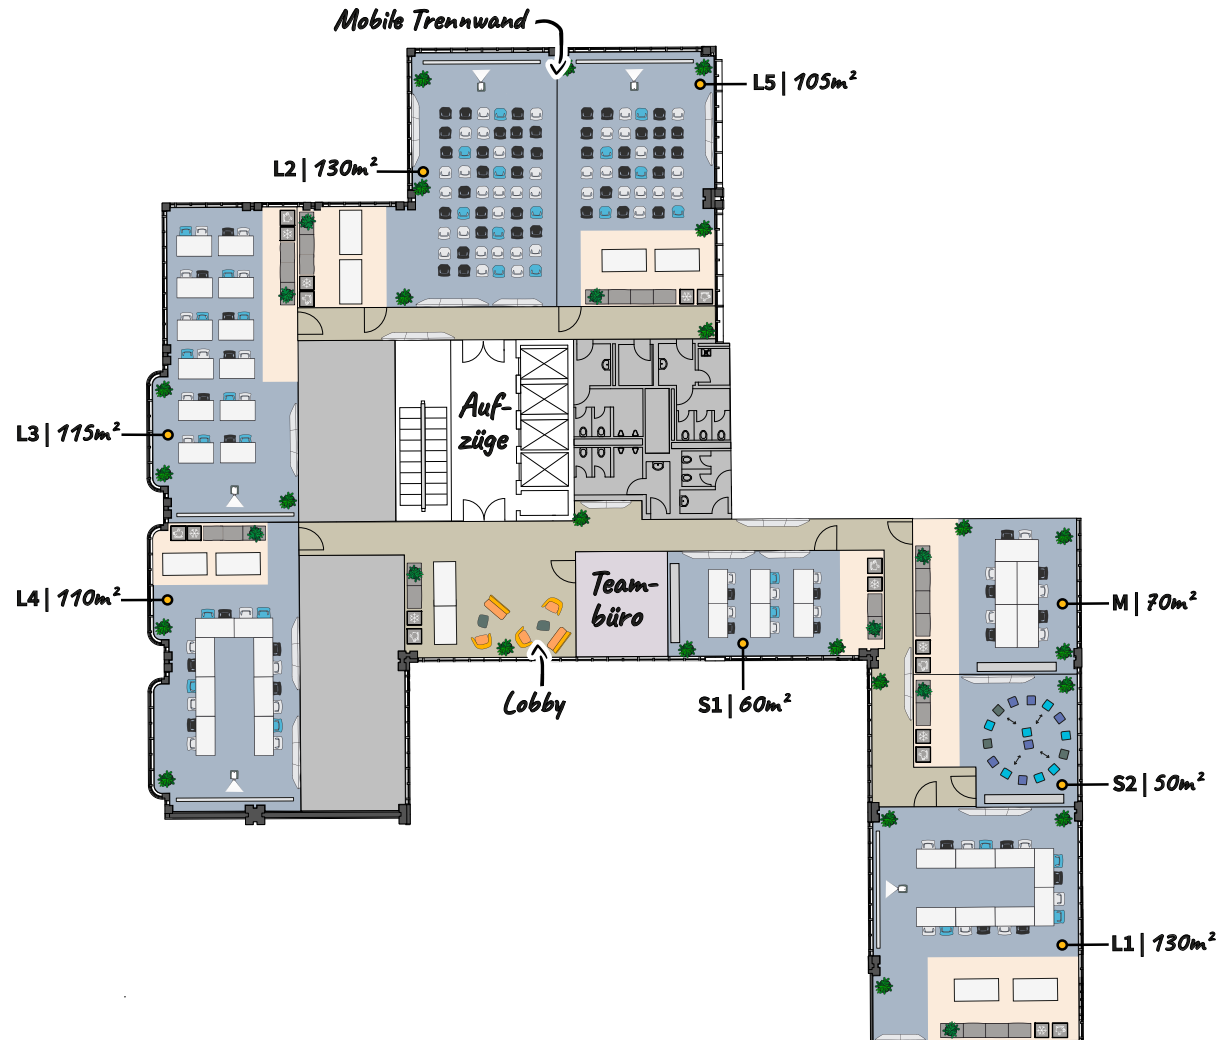 Mobile Trennwand
L5 | 105m²
L2 | 130m²
Auf-
züge
L3 | 115m²
Team-
büro
L4 | 110m²
M | 70m²
Lobby
S1 | 60m²
S2 | 50m²
L1 | 130m²